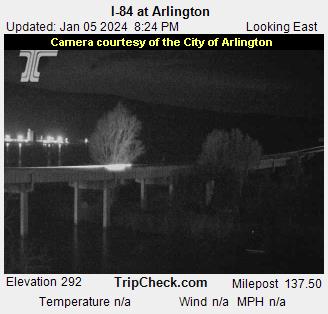 I-84 at Arlington
Updated: Jan 05 2024 8:24 PM Looking East
Camera courtesy of the City of Arlington
Elevation 292 TripCheck.com Milepost 137.50
Temperature n/a Wind n/a MPH n/a